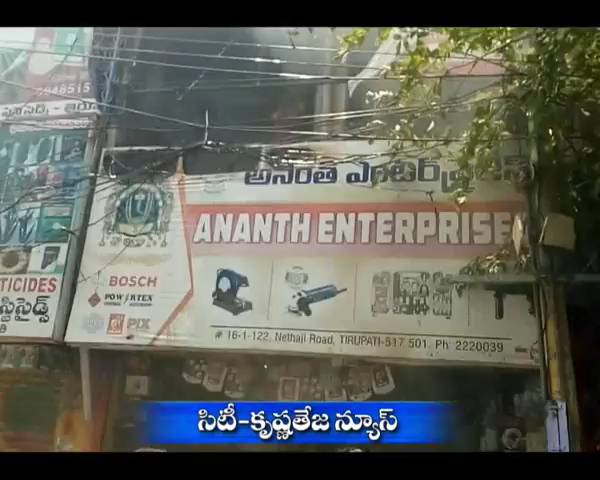 అనంత ఎంటర్‌ప్రైజెస్
ANANTH ENTERPRISE
BOSCH
POWERTEX
PIX
# 16-1-122, Nethaji Road, TIRUPATI-517 501. Ph: 2220039
TICIDES
సిటీ-కృష్ణతేజ న్యూస్